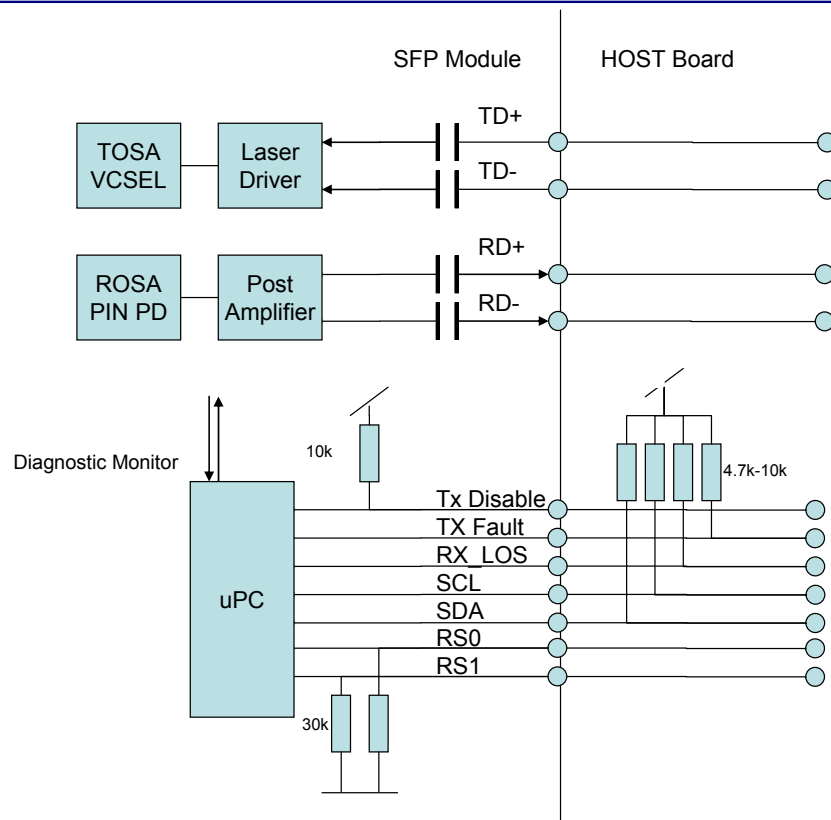 SFP Module
HOST Board
TD+
TOSA
VCSEL
Laser
Driver
TD-
RD+
ROSA
PIN PD
Post
Amplifier
RD-
Diagnostic Monitor
10k
4.7k-10k
uPC
Tx Disable
TX Fault
RX_LOS
SCL
SDA
RS0
RS1
30k